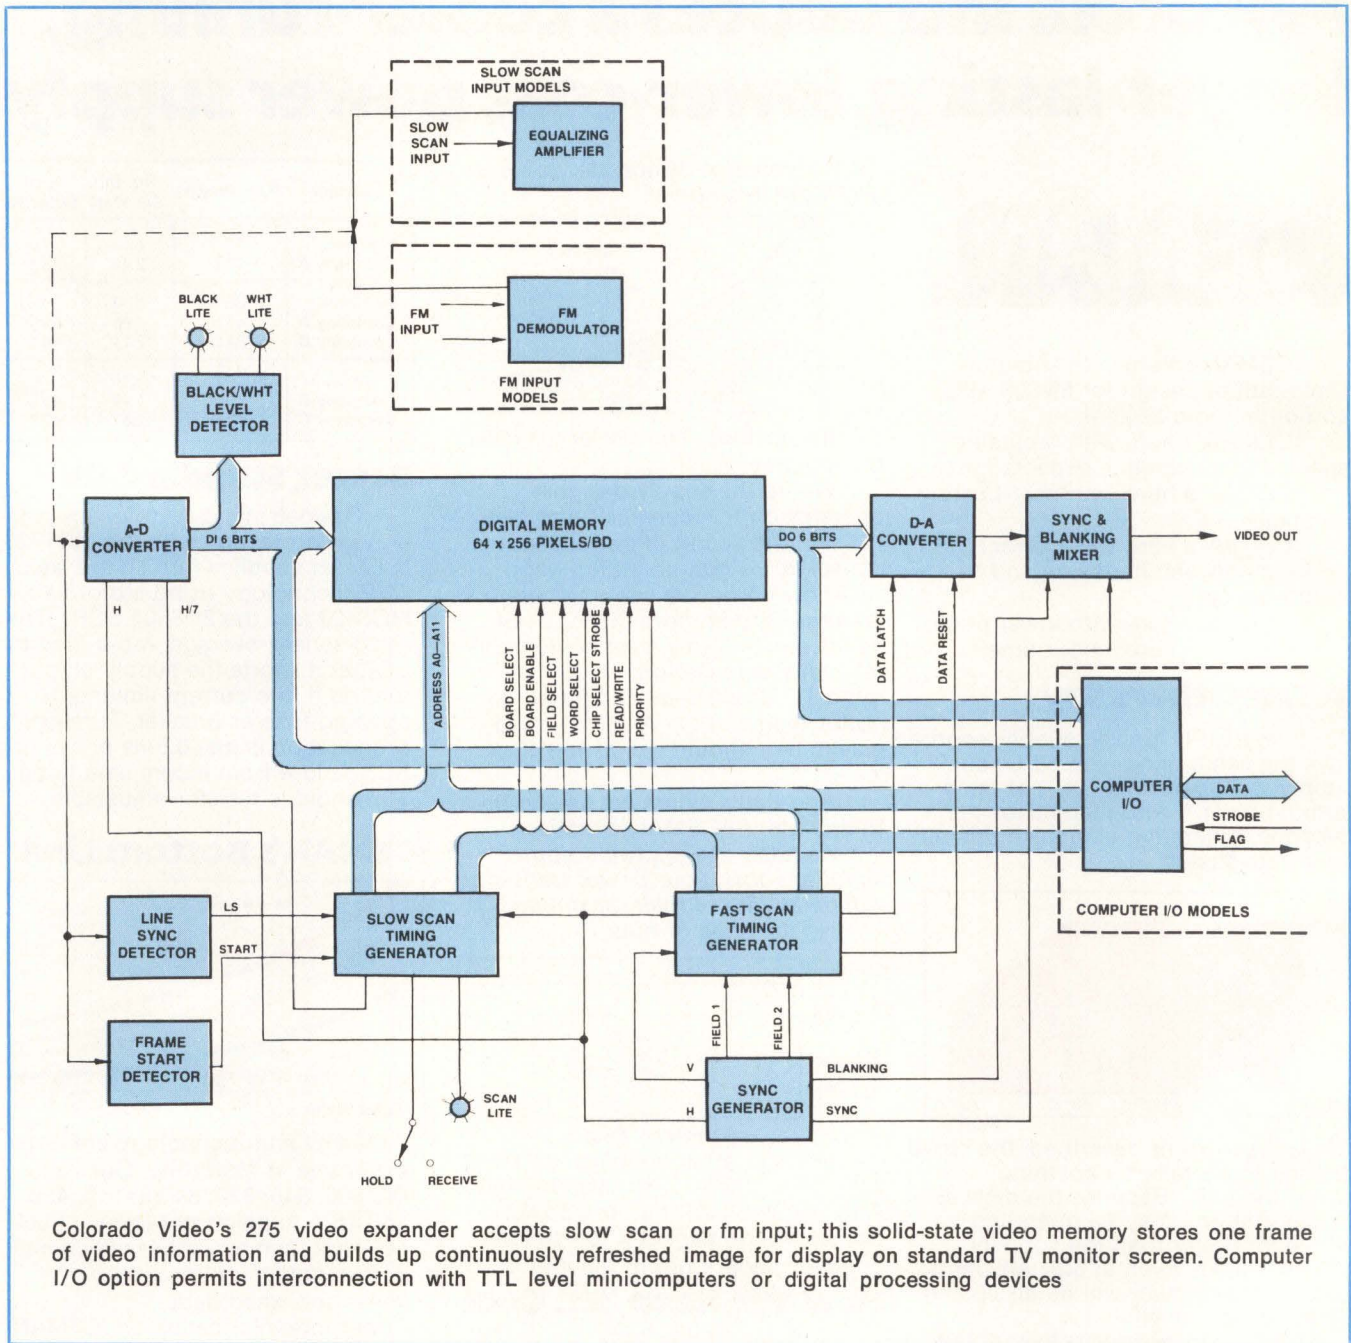 SLOW SCAN
INPUT MODELS
SLOW
SCAN
INPUT
EQUALIZING
AMPLIFIER
FM
INPUT
FM
DEMODULATOR
FM INPUT
MODELS
BLACK
LITE
WHT
LITE
BLACK/WHT
LEVEL
DETECTOR
A-D
CONVERTER
DI 6 BITS
DIGITAL MEMORY
64 x 256 PIXELS/BD
DO 6 BITS
D-A
CONVERTER
SYNC &
BLANKING
MIXER
VIDEO OUT
H
H/7
ADDRESS A0—A11
BOARD SELECT
BOARD ENABLE
FIELD SELECT
WORD SELECT
CHIP SELECT STROBE
READ/WRITE
PRIORITY
DATA LATCH
DATA RESET
COMPUTER
I/O
DATA
STROBE
FLAG
COMPUTER I/O MODELS
LINE
SYNC
DETECTOR
LS
START
SLOW SCAN
TIMING
GENERATOR
FAST SCAN
TIMING
GENERATOR
FRAME
START
DETECTOR
FIELD 1
FIELD 2
SCAN
LITE
HOLD
RECEIVE
V
H
SYNC
GENERATOR
BLANKING
SYNC
Colorado Video's 275 video expander accepts slow scan or fm input; this solid-state video memory stores one frame
of video information and builds up continuously refreshed image for display on standard TV monitor screen. Computer
I/O option permits interconnection with TTL level minicomputers or digital processing devices